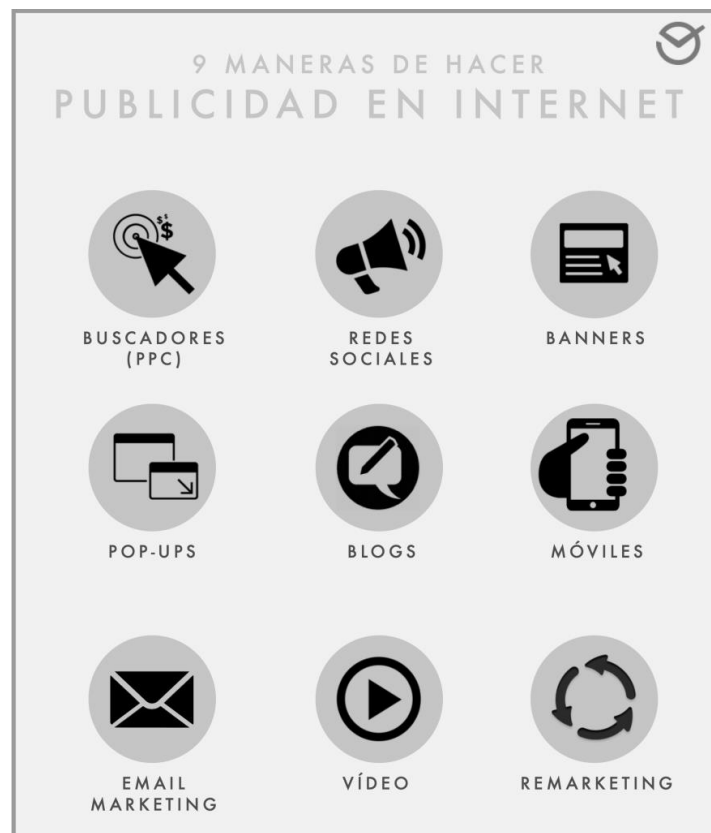 9 MANERAS DE HACER
PUBLICIDAD EN INTERNET
BUSCADORES
(PPC)
REDES
SOCIALES
BANNERS
POP-UPS
BLOGS
MÓVILES
EMAIL
MARKETING
VÍDEO
REMARKETING